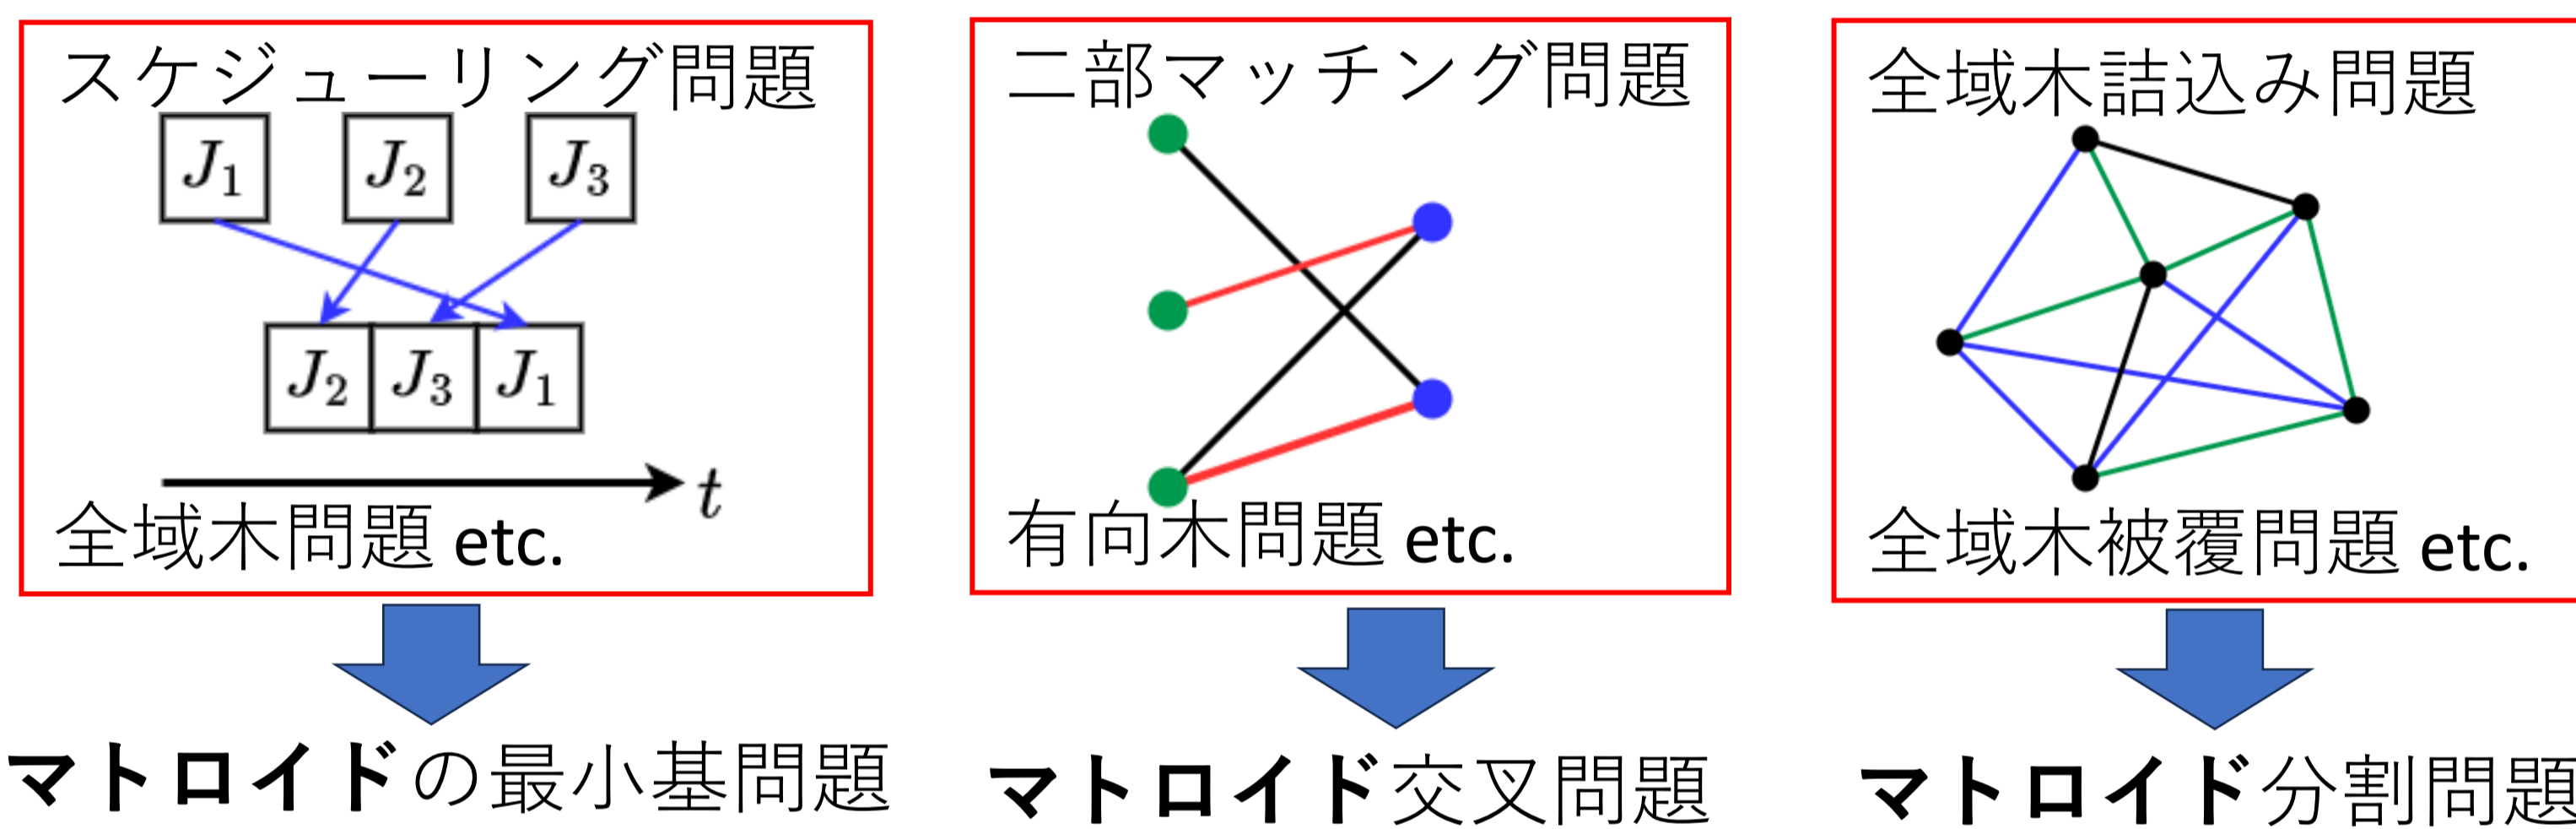 スケジューリング問題
J1 J2 J3
J2 J3 J1
t
全域木問題 etc.
マトロイドの最小基問題
二部マッチング問題
有向木問題 etc.
マトロイド交叉問題
全域木詰込み問題
全域木被覆問題 etc.
マトロイド分割問題